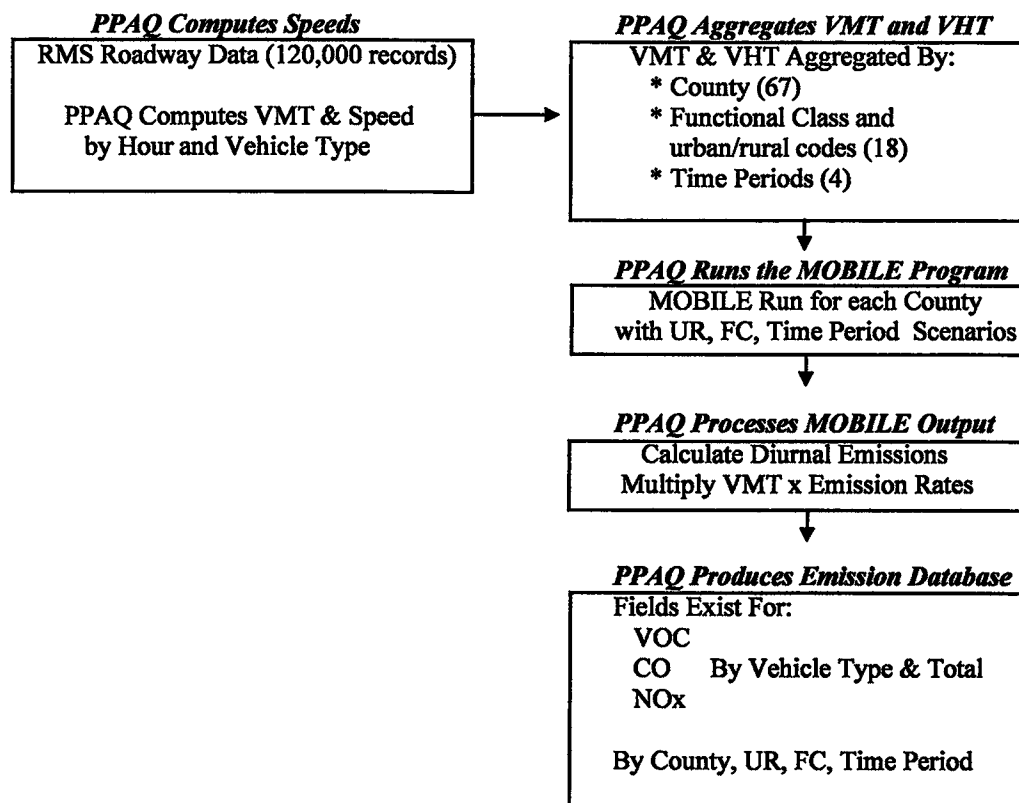 PPAQ Computes Speeds
RMS Roadway Data (120,000 records)
PPAQ Computes VMT & Speed
by Hour and Vehicle Type
PPAQ Aggregates VMT and VHT
VMT & VHT Aggregated By:
* County (67)
* Functional Class and
urban/rural codes (18)
* Time Periods (4)
PPAQ Runs the MOBILE Program
MOBILE Run for each County
with UR, FC, Time Period Scenarios
PPAQ Processes MOBILE Output
Calculate Diurnal Emissions
Multiply VMT x Emission Rates
PPAQ Produces Emission Database
Fields Exist For:
VOC
CO By Vehicle Type & Total
NOx
By County, UR, FC, Time Period